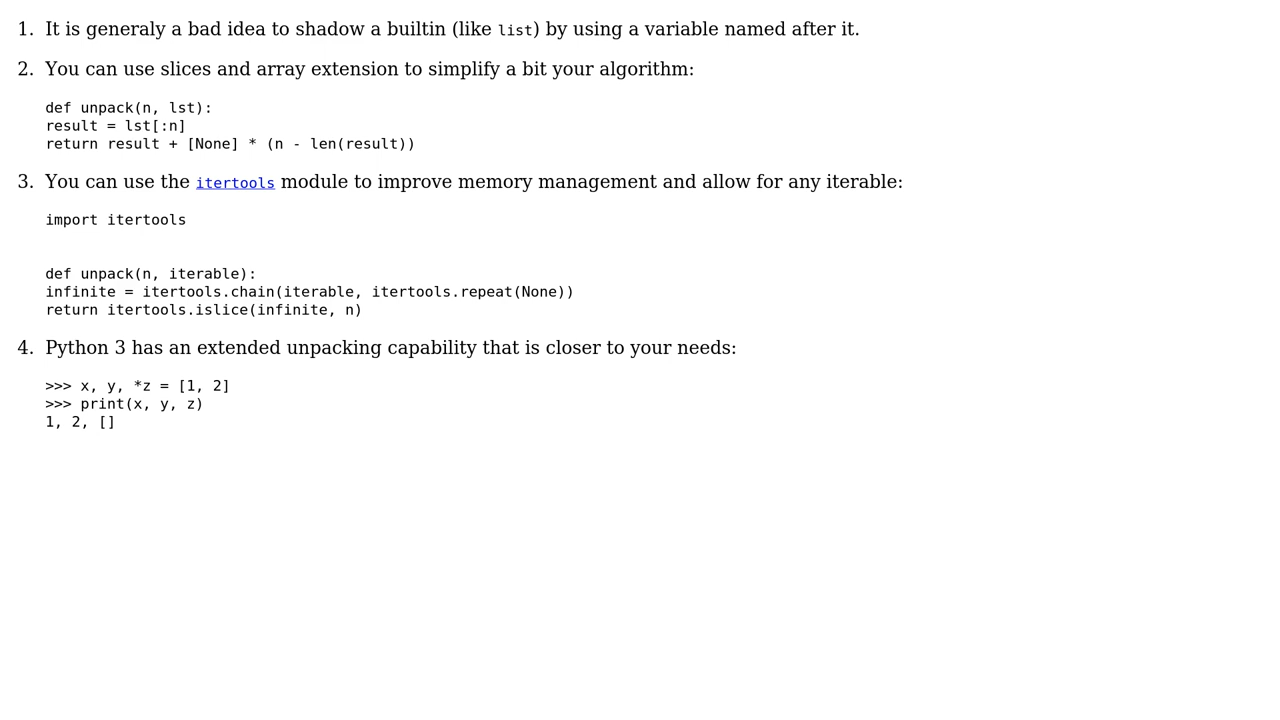 1. It is generaly a bad idea to shadow a builtin (like list) by using a variable named after it.
2. You can use slices and array extension to simplify a bit your algorithm:
def unpack(n, lst):
result = lst[:n]
return result + [None] * (n - len(result))
3. You can use the itertools module to improve memory management and allow for any iterable:
import itertools
def unpack(n, iterable):
infinite = itertools.chain(iterable, itertools.repeat(None))
return itertools.islice(infinite, n)
4. Python 3 has an extended unpacking capability that is closer to your needs:
>>> x, y, *z = [1, 2]
>>> print(x, y, z)
1, 2, []